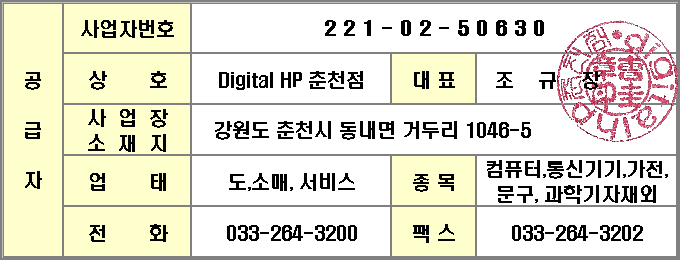 사업자번호 221-02-50630
공급자
상 호 Digital HP 춘천점 대표 조 규 장
사 업 장
소 재 지
강원도 춘천시 동내면 거두리 1046-5
업 태 도,소매, 서비스 종목
컴퓨터,통신기기,가전,
문구, 과학기자재외
전 화 033-264-3200 팩스 033-264-3202
digitalhp